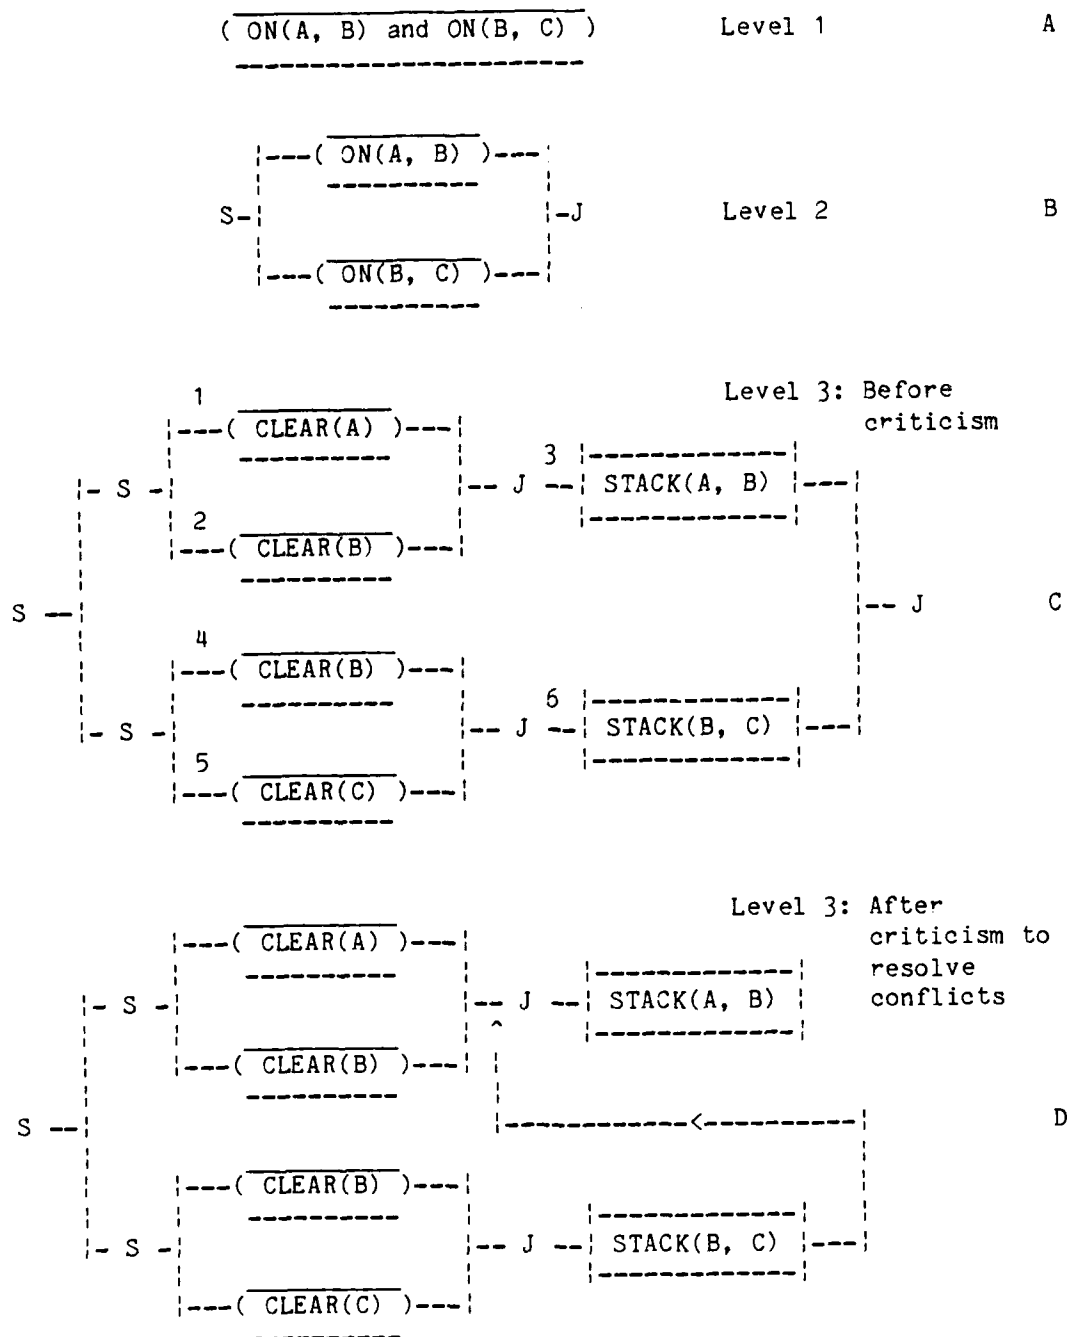 ( ON(A, B) and ON(B, C) ) Level 1 A
( ON(A, B) )
S J Level 2 B
( ON(B, C) )
Level 3: Before
1
( CLEAR(A) ) criticism
3
S J STACK(A, B)
2
( CLEAR(B) )
S J C
4
( CLEAR(B) )
6
S J STACK(B, C)
5
( CLEAR(C) )
Level 3: After
( CLEAR(A) ) criticism to
resolve
S J STACK(A, B) conflicts
^
( CLEAR(B) )
S < D
( CLEAR(B) )
S J STACK(B, C)
( CLEAR(C) )